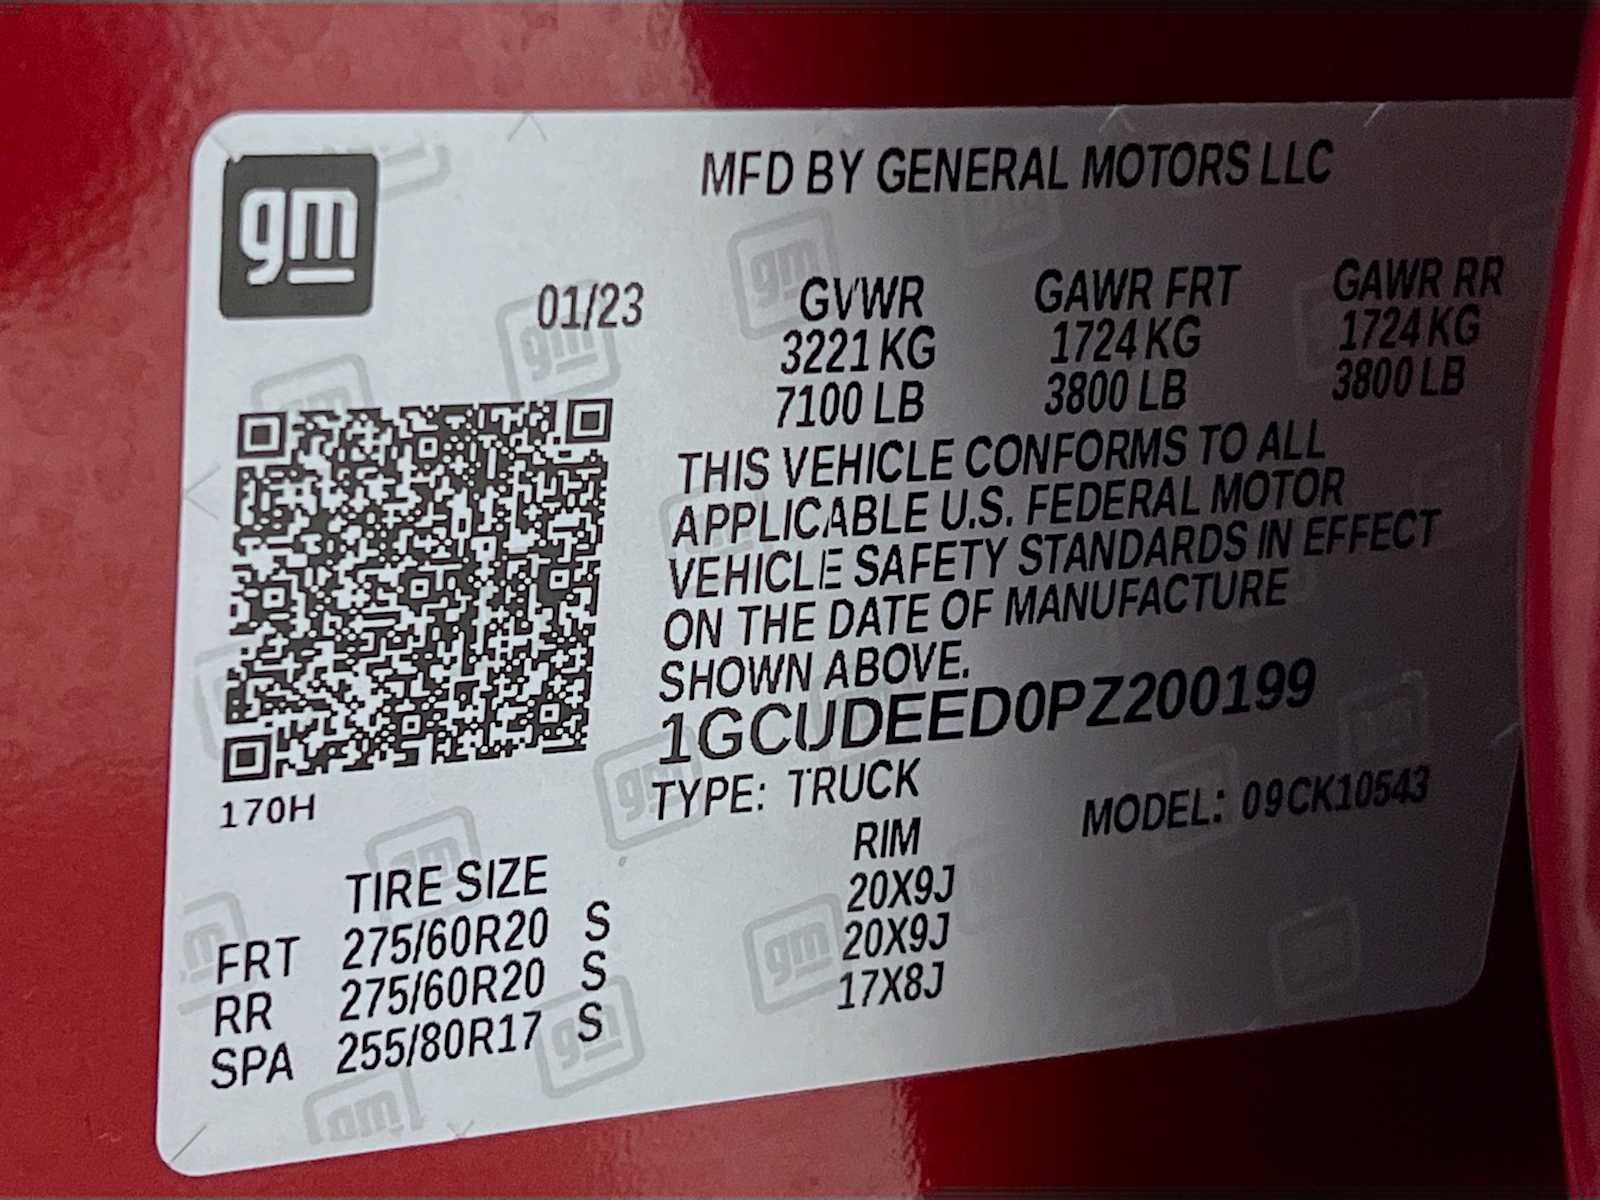 gm
MFD BY GENERAL MOTORS LLC
01/23
GVWR GAWR FRT GAWR RR
3221 KG 1724 KG 1724 KG
7100 LB 3800 LB 3800 LB
THIS VEHICLE CONFORMS TO ALL
APPLICABLE U.S. FEDERAL MOTOR
VEHICLE SAFETY STANDARDS IN EFFECT
ON THE DATE OF MANUFACTURE
SHOWN ABOVE.
1GCUDEED0PZ200199
170H
TYPE: TRUCK MODEL: 09CK10543
TIRE SIZE RIM
FRT 275/60R20 S 20X9J
RR 275/60R20 S 20X9J
SPA 255/80R17 S 17X8J